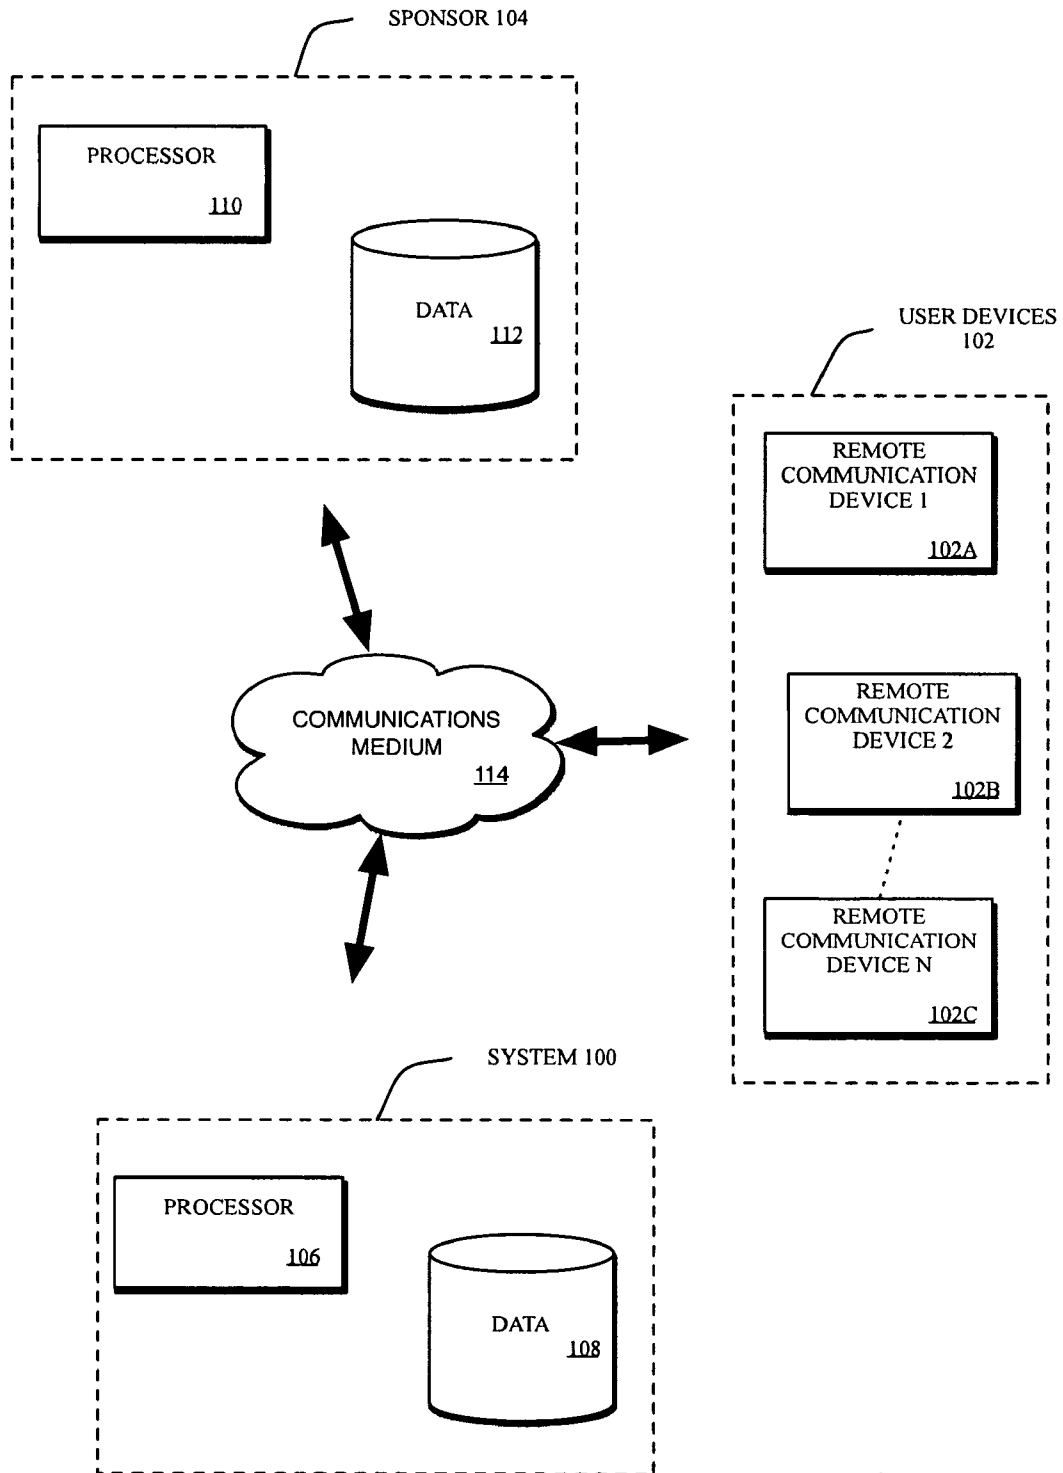 SPONSOR 104
PROCESSOR
110
DATA
112
USER DEVICES
102
REMOTE
COMMUNICATION
DEVICE 1
102A
REMOTE
COMMUNICATION
DEVICE 2
102B
REMOTE
COMMUNICATION
DEVICE N
102C
COMMUNICATIONS
MEDIUM
114
SYSTEM 100
PROCESSOR
106
DATA
108